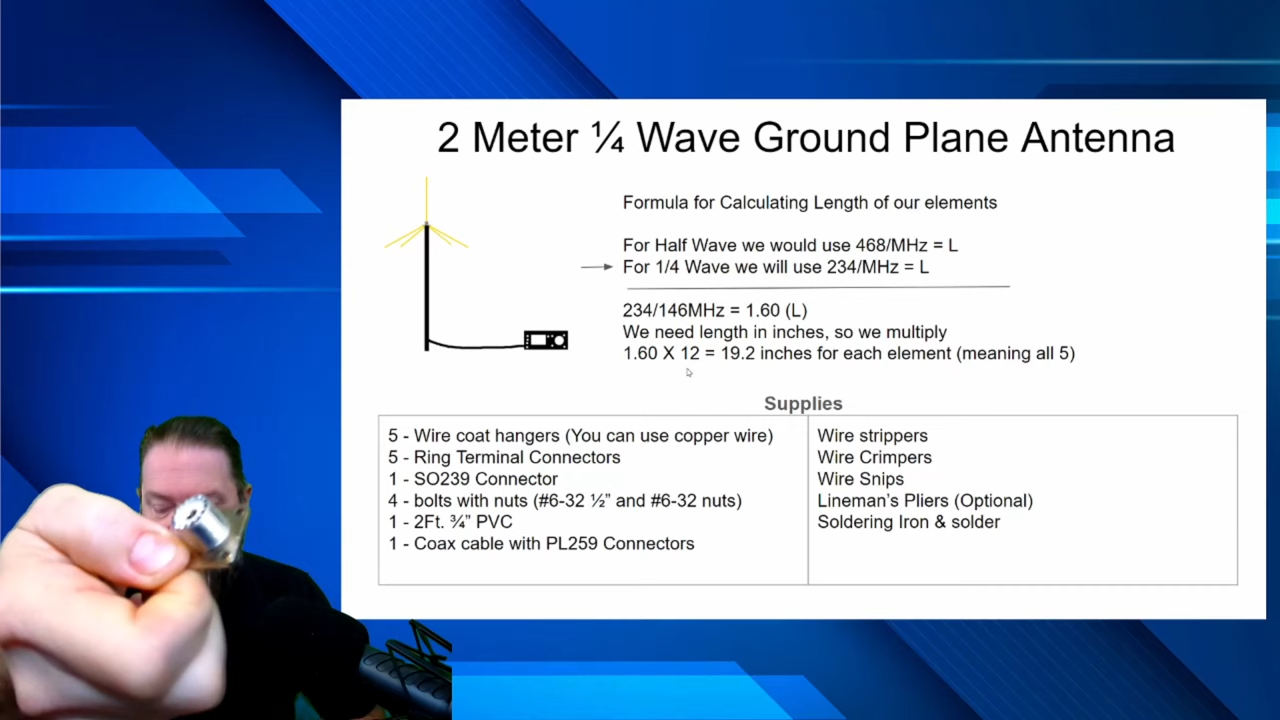 2 Meter ¼ Wave Ground Plane Antenna
Formula for Calculating Length of our elements
For Half Wave we would use 468/MHz = L
For 1/4 Wave we will use 234/MHz = L
234/146MHz = 1.60 (L)
We need length in inches, so we multiply
1.60 X 12 = 19.2 inches for each element (meaning all 5)
Supplies
5 - Wire coat hangers (You can use copper wire)
5 - Ring Terminal Connectors
1 - SO239 Connector
4 - bolts with nuts (#6-32 ½” and #6-32 nuts)
1 - 2Ft. ¾” PVC
1 - Coax cable with PL259 Connectors
Wire strippers
Wire Crimpers
Wire Snips
Lineman’s Pliers (Optional)
Soldering Iron & solder